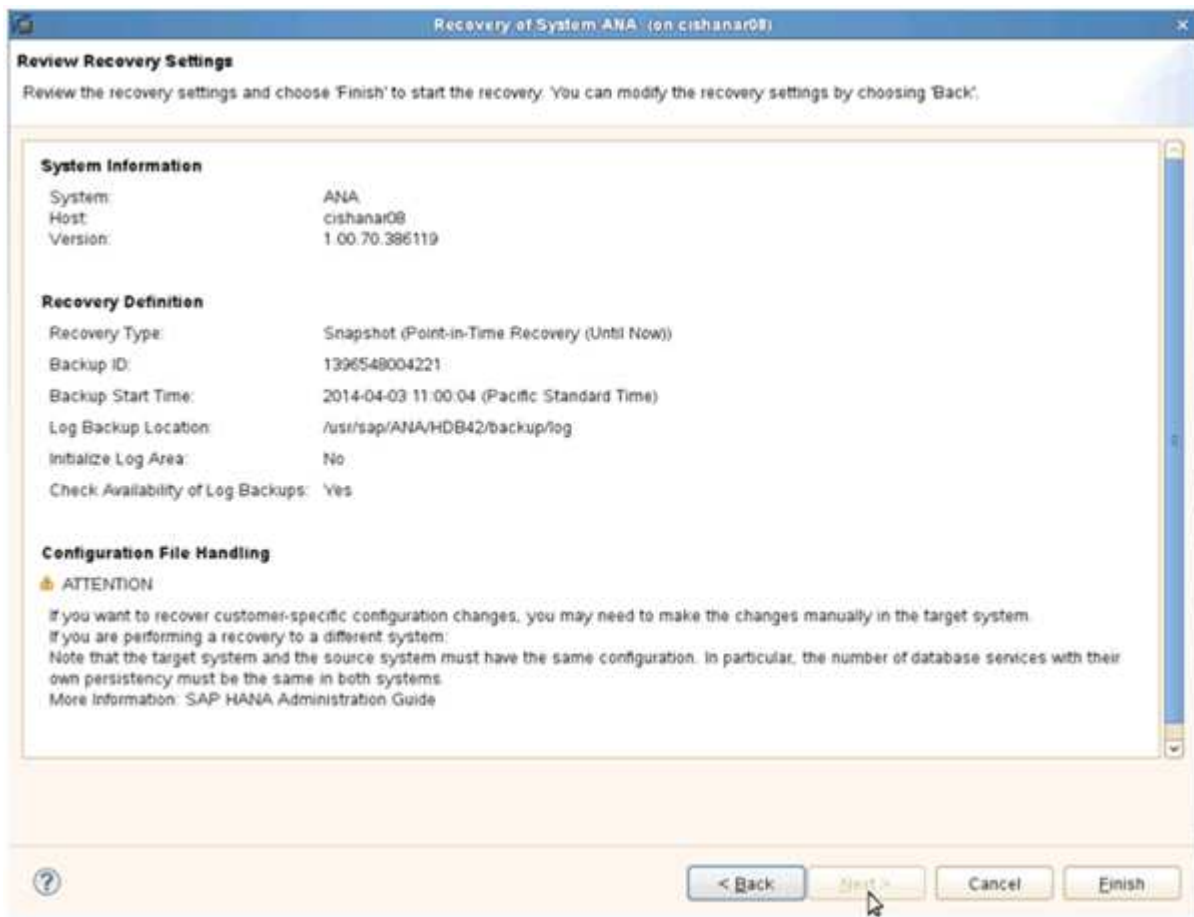 Recovery of System ANA (on cishanar08)
Review Recovery Settings
Review the recovery settings and choose 'Finish' to start the recovery. You can modify the recovery settings by choosing 'Back'.
System Information
System: ANA
Host: cishanar08
Version: 1.00.70.386119
Recovery Definition
Recovery Type: Snapshot (Point-in-Time Recovery (Until Now))
Backup ID: 1396548004221
Backup Start Time: 2014-04-03 11:00:04 (Pacific Standard Time)
Log Backup Location: /usr/sap/ANA/HDB42/backup/log
Initialize Log Area: No
Check Availability of Log Backups: Yes
Configuration File Handling
ATTENTION
If you want to recover customer-specific configuration changes, you may need to make the changes manually in the target system.
If you are performing a recovery to a different system:
Note that the target system and the source system must have the same configuration. In particular, the number of database services with their
own persistency must be the same in both systems.
More Information: SAP HANA Administration Guide
? < Back Next > Cancel Finish